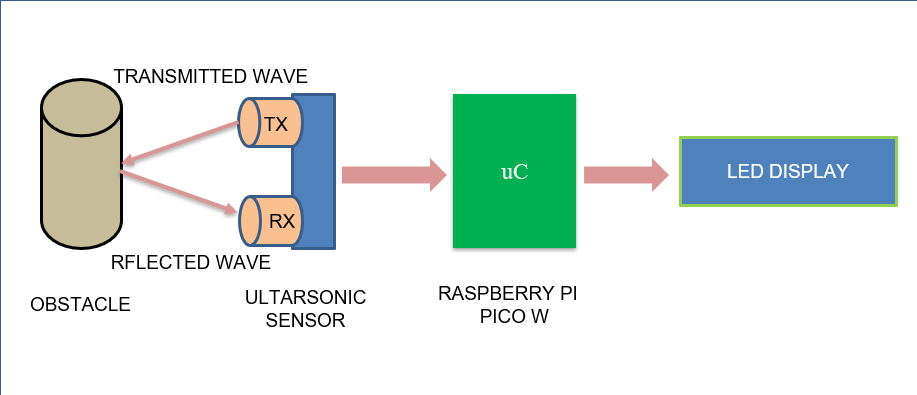 TRANSMITTED WAVE
TX
RX
RFLECTED WAVE
OBSTACLE
ULTARSONIC
SENSOR
uC
RASPBERRY PI
PICO W
LED DISPLAY